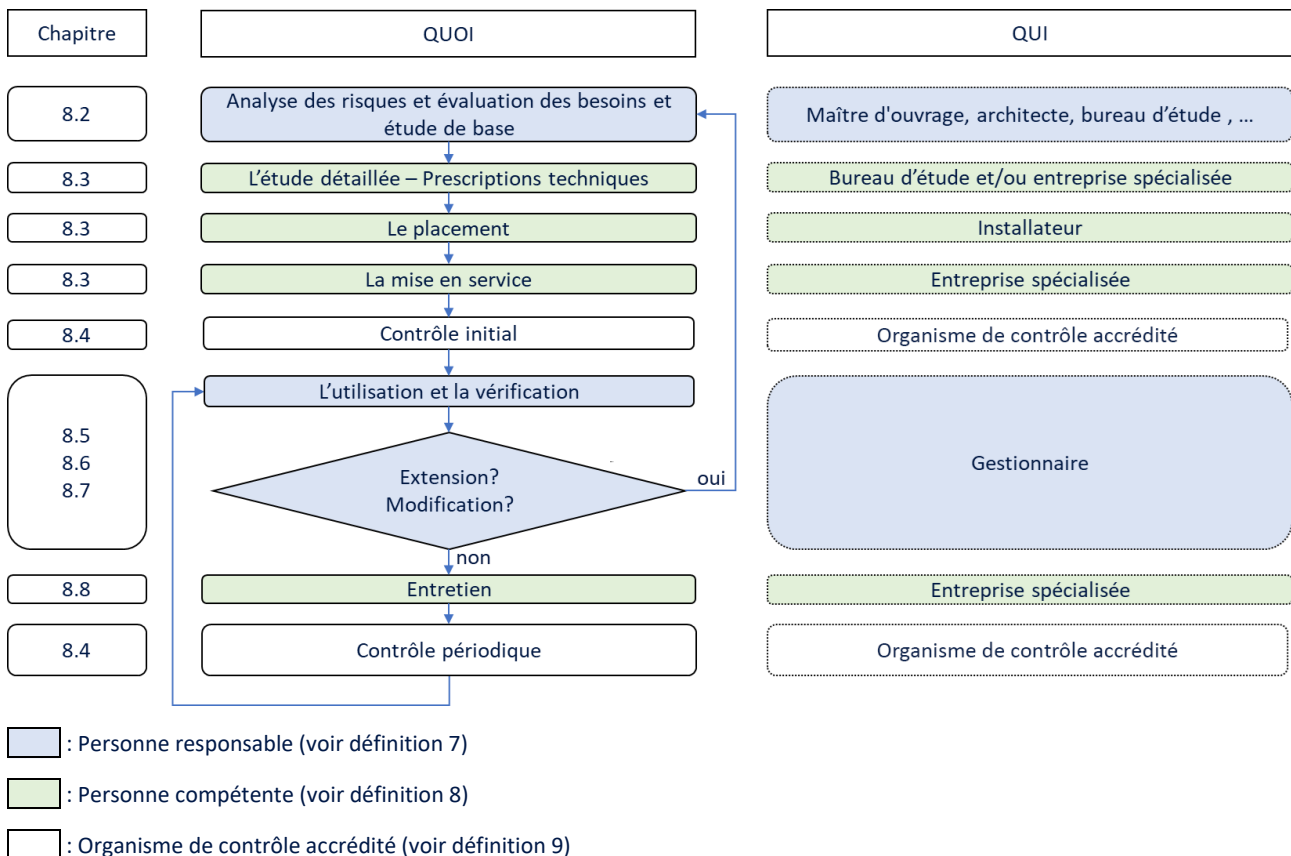 Chapitre
QUOI
QUI
8.2
Analyse des risques et évaluation des besoins et
étude de base
Maître d'ouvrage, architecte, bureau d’étude , ...
8.3
L’étude détaillée – Prescriptions techniques
Bureau d’étude et/ou entreprise spécialisée
8.3
Le placement
Installateur
8.3
La mise en service
Entreprise spécialisée
8.4
Contrôle initial
Organisme de contrôle accrédité
8.5
8.6
8.7
L’utilisation et la vérification
Extension?
Modification?
oui
non
Gestionnaire
8.8
Entretien
Entreprise spécialisée
8.4
Contrôle périodique
Organisme de contrôle accrédité
: Personne responsable (voir définition 7)
: Personne compétente (voir définition 8)
: Organisme de contrôle accrédité (voir définition 9)